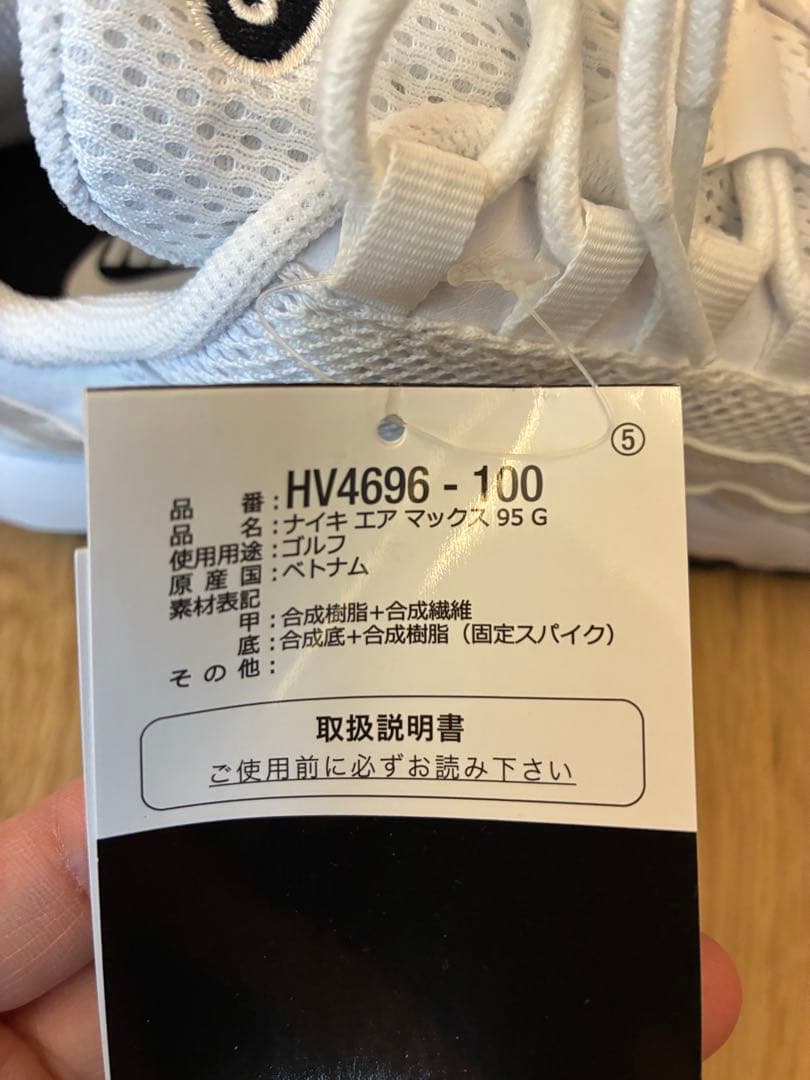 ⑤
品番:HV4696 - 100
品名:ナイキ エア マックス 95 G
使用用途:ゴルフ
原産国:ベトナム
素材表記
甲:合成樹脂+合成繊維
底:合成底+合成樹脂(固定スパイク)
その他:
取扱説明書
ご使用前に必ずお読み下さい